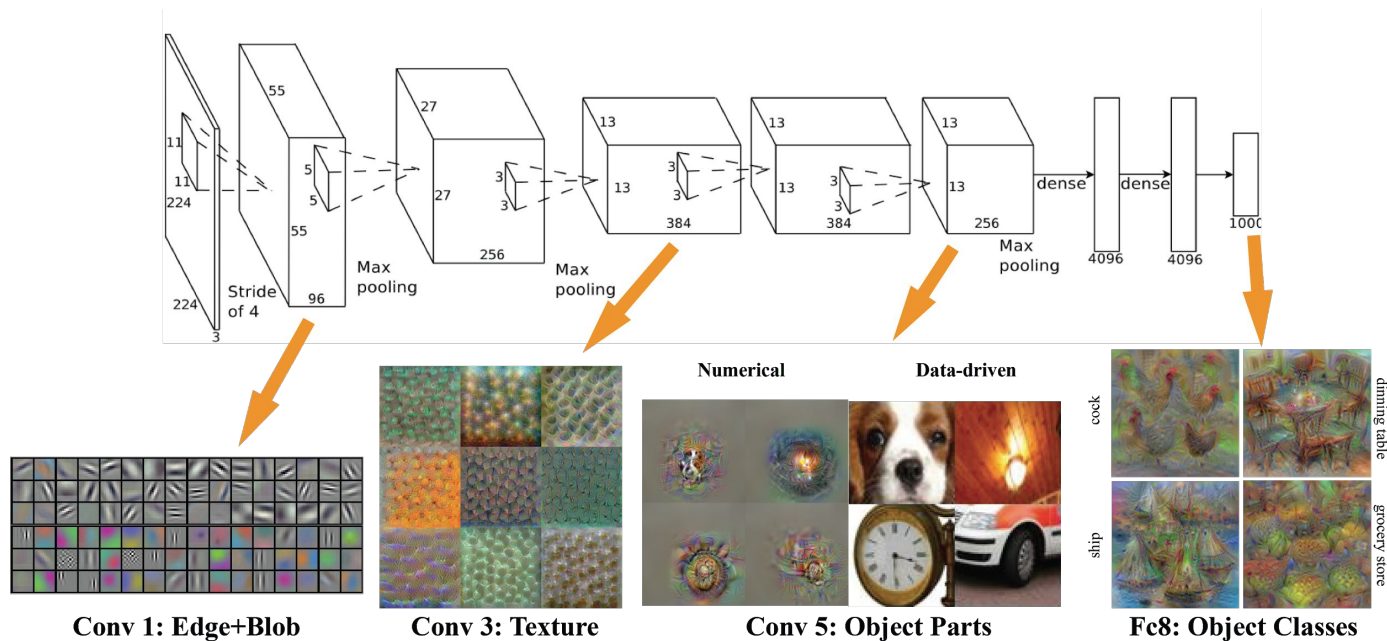 55
27
13
13
13
11
5
3
3
3
13
11
5
27
3
13
3
13
3
13
dense
dense
224
55
384
384
256
1000
256
Max
pooling
4096
4096
Stride
of 4
Max
pooling
Max
pooling
224
96
3
Numerical
Data-driven
cock
dinning table
ship
grocery store
Conv 1: Edge+Blob
Conv 3: Texture
Conv 5: Object Parts
Fc8: Object Classes